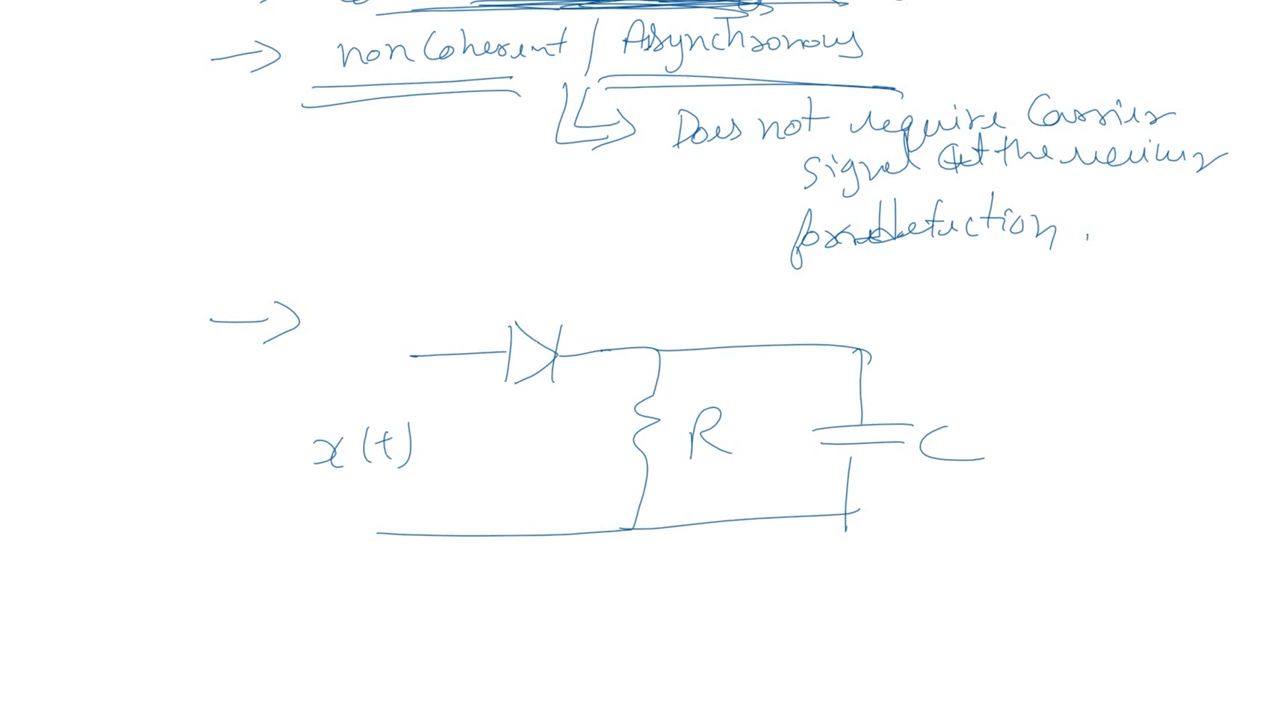 → non Coherent / Asynchronous
Does not require Carrier
signal at the receiver
for detection.
→
x(t)
R
C